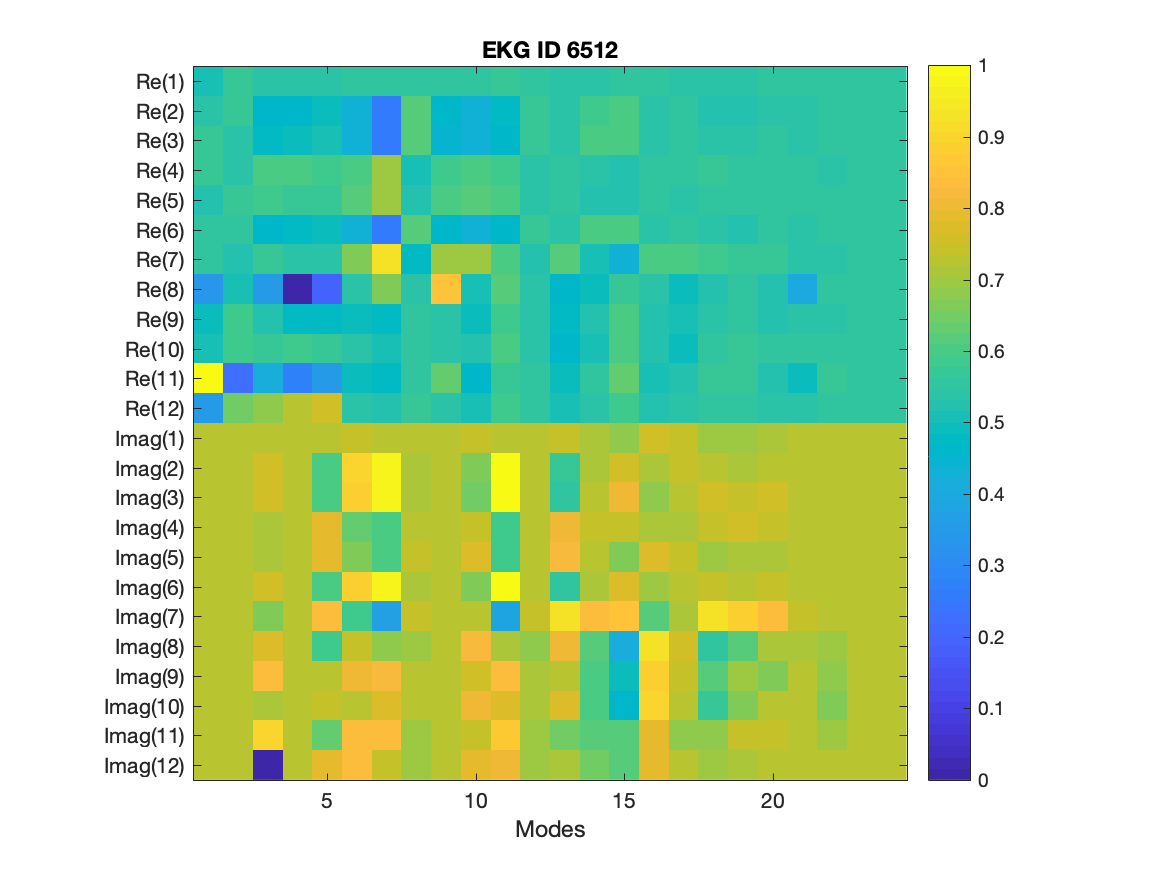 EKG ID 6512
Re(1)
Re(2)
Re(3)
Re(4)
Re(5)
Re(6)
Re(7)
Re(8)
Re(9)
Re(10)
Re(11)
Re(12)
Imag(1)
Imag(2)
Imag(3)
Imag(4)
Imag(5)
Imag(6)
Imag(7)
Imag(8)
Imag(9)
Imag(10)
Imag(11)
Imag(12)
5 10 15 20
Modes
1
0.9
0.8
0.7
0.6
0.5
0.4
0.3
0.2
0.1
0